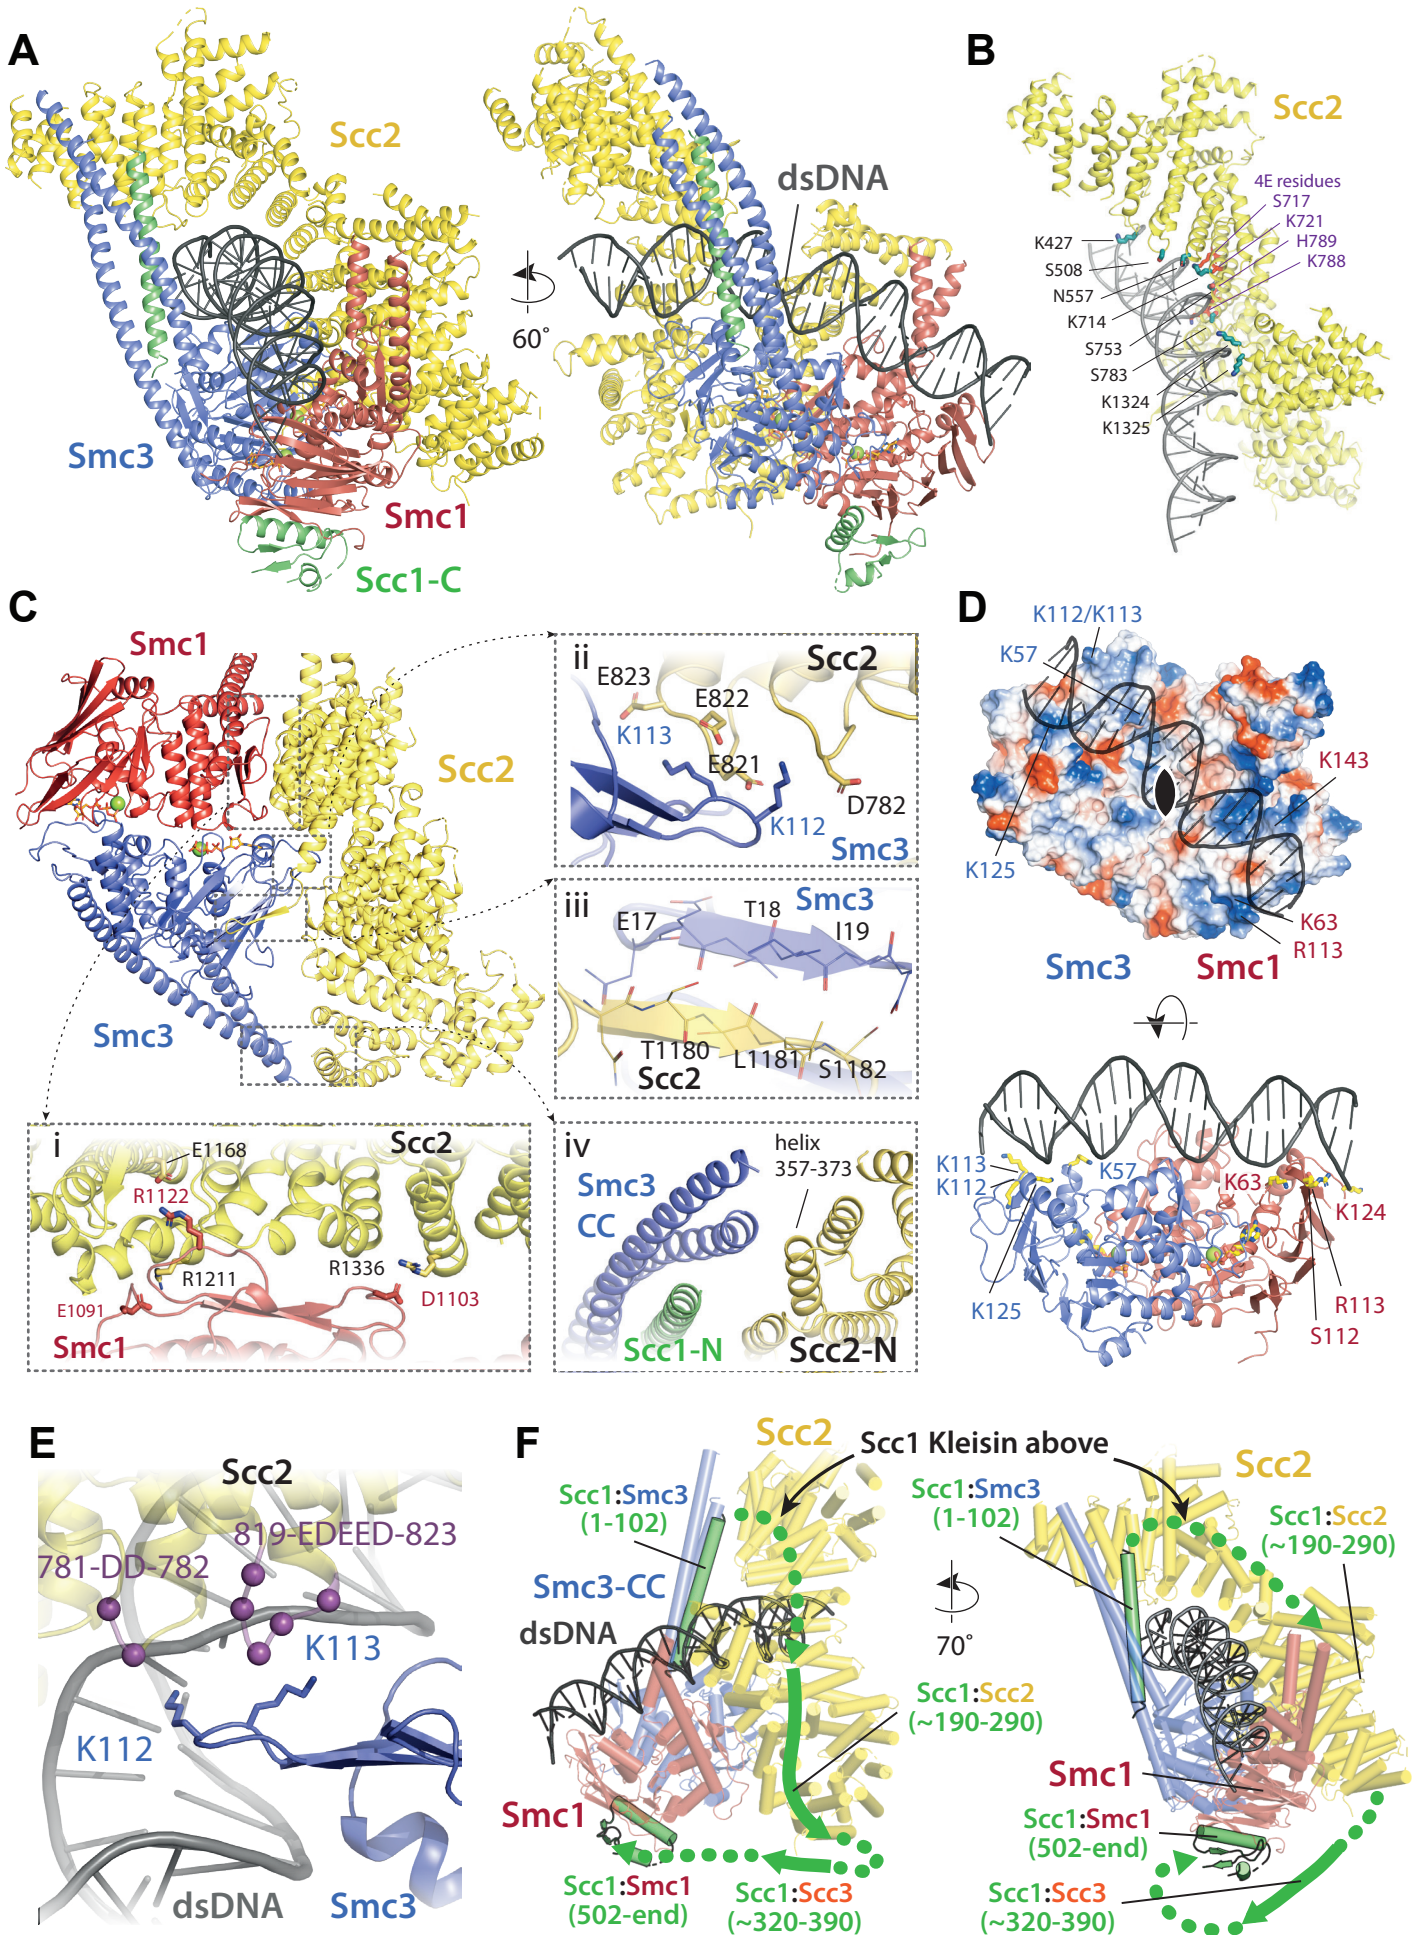 A
Scc2
dsDNA
60°
Smc3
Smc1
Scc1-C
B
Scc2
4E residues
S717
K721
H789
K788
K427
S508
N557
K714
S753
S783
K1324
K1325
C
Smc1
Scc2
Smc3
ii
Scc2
E823
E822
K113
E821
D782
K112
Smc3
iii
Smc3
E17
T18
I19
T1180
L1181
S1182
Scc2
i
Scc2
E1168
R1122
R1211
R1336
E1091
D1103
Smc1
iv
helix
357-373
Smc3
CC
Scc1-N
Scc2-N
D
K112/K113
K57
K143
K125
K63
R113
Smc3
Smc1
K113
K112
K57
K63
K124
K125
R113
S112
E
Scc2
819-EDEED-823
781-DD-782
K113
K112
dsDNA
Smc3
F
Scc2
Scc1 Kleisin above
Scc2
Scc1:Smc3
(1-102)
Scc1:Smc3
(1-102)
Scc1:Scc2
(~190-290)
Smc3-CC
dsDNA
70°
Scc1:Scc2
(~190-290)
Smc1
Smc1
Scc1:Smc1
(502-end)
Scc1:Smc1
(502-end)
Scc1:Scc3
(~320-390)
Scc1:Scc3
(~320-390)